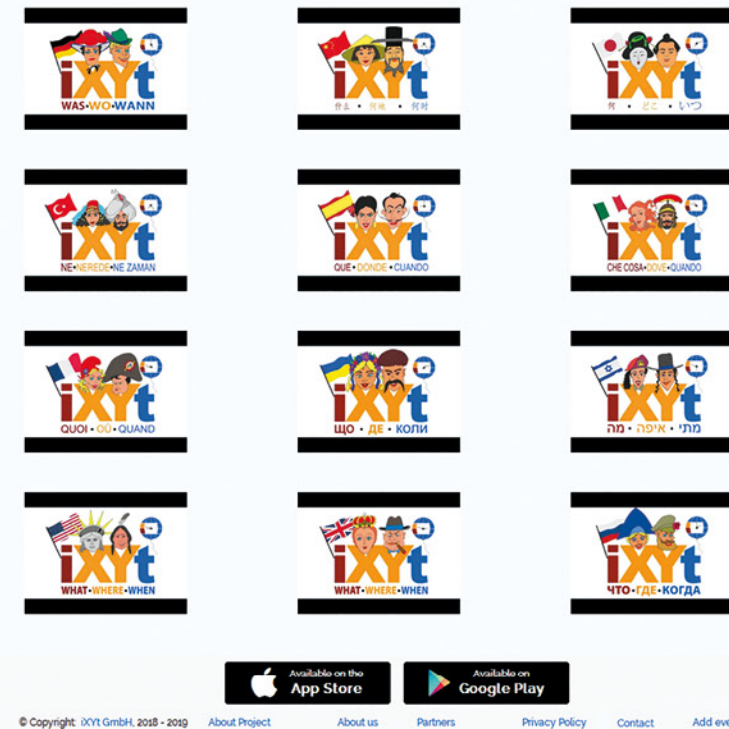 iXYt
WAS•WO•WANN
iXYt
什么 • 何地 • 何时
iXYt
何 • どこ • いつ
iXYt
NE•NEREDE•NE ZAMAN
iXYt
QUE•DONDE•CUANDO
iXYt
CHE COSA•DOVE•QUANDO
iXYt
QUOI•OÙ•QUAND
iXYt
ЩО • ДЕ • КОЛИ
iXYt
מה • איפה • מתי
iXYt
WHAT•WHERE•WHEN
iXYt
WHAT•WHERE•WHEN
iXYt
ЧТО•ГДЕ•КОГДА
Available on the
App Store
Available on
Google Play
© Copyright iXYt GmbH, 2018 - 2019 About Project About us Partners Privacy Policy Contact Add eve